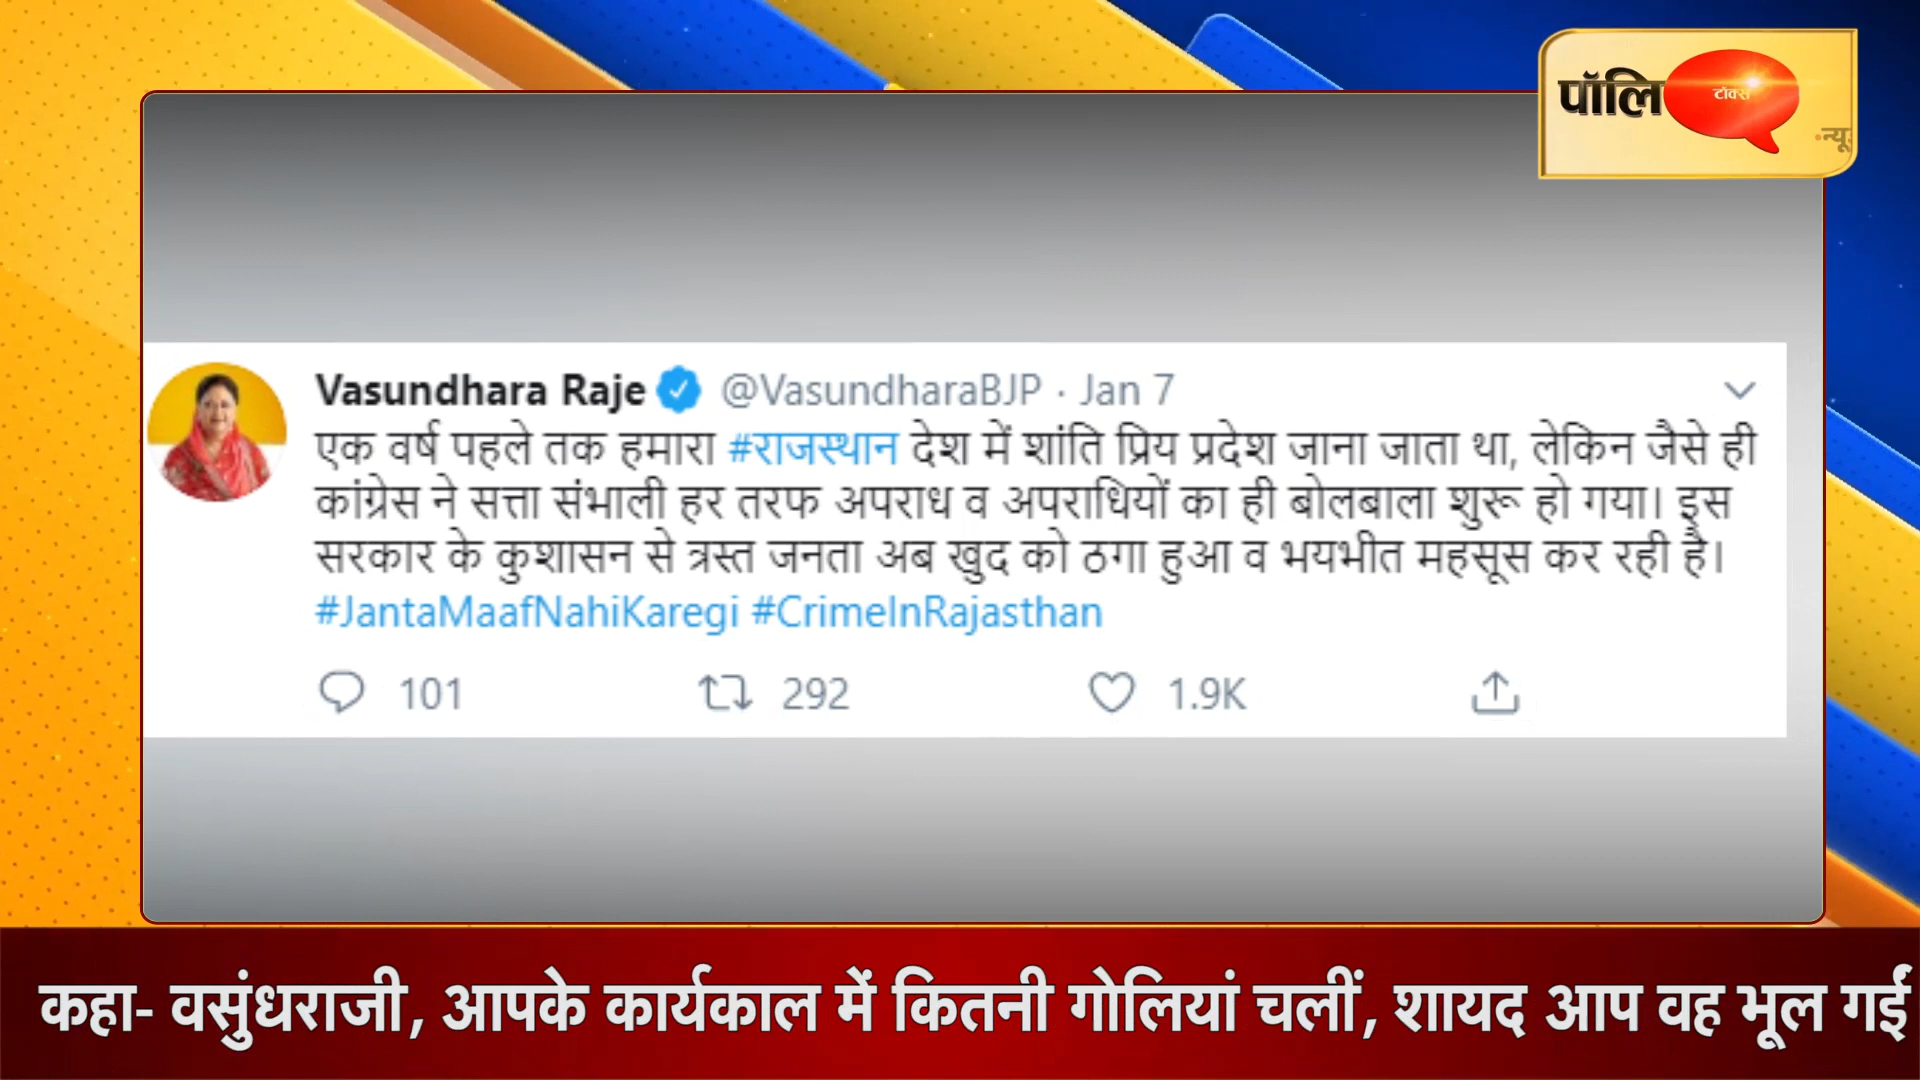 पॉलि
टॉक्स
Vasundhara Raje @VasundharaBJP · Jan 7
एक वर्ष पहले तक हमारा #राजस्थान देश में शांति प्रिय प्रदेश जाना जाता था, लेकिन जैसे ही
कांग्रेस ने सत्ता संभाली हर तरफ अपराध व अपराधियों का ही बोलबाला शुरू हो गया। इस
सरकार के कुशासन से त्रस्त जनता अब खुद को ठगा हुआ व भयभीत महसूस कर रही है।
#JantaMaafNahiKaregi #CrimeInRajasthan
101 292 1.9K
कहा- वसुंधराजी, आपके कार्यकाल में कितनी गोलियां चलीं, शायद आप वह भूल गईं